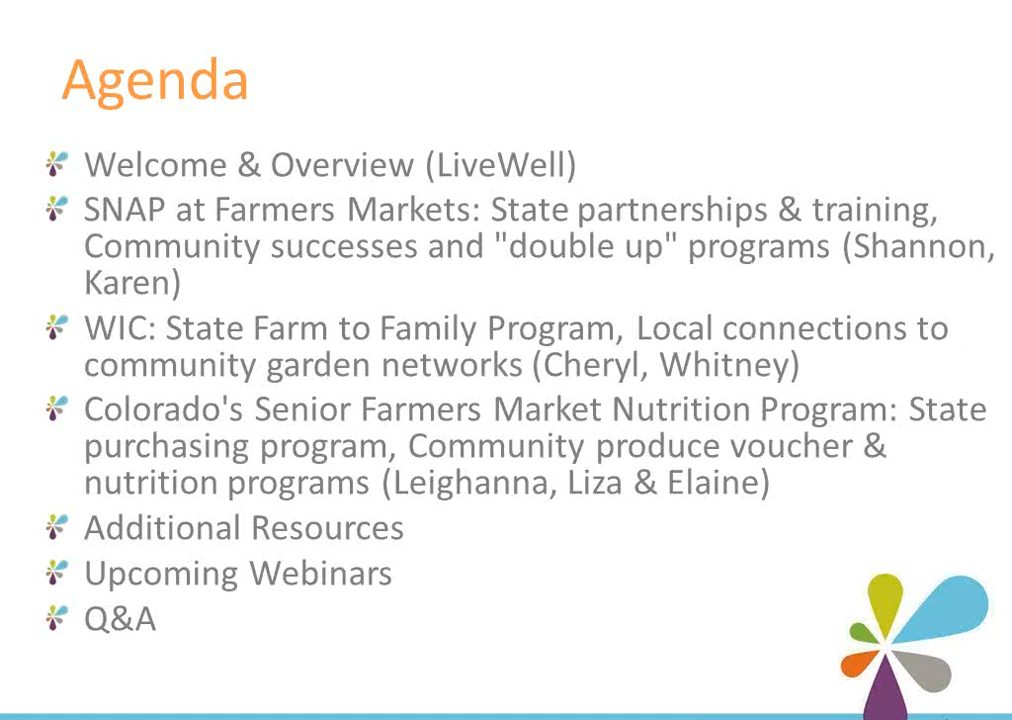 Agenda
Welcome & Overview (LiveWell)
SNAP at Farmers Markets: State partnerships & training,
Community successes and "double up" programs (Shannon,
Karen)
WIC: State Farm to Family Program, Local connections to
community garden networks (Cheryl, Whitney)
Colorado's Senior Farmers Market Nutrition Program: State
purchasing program, Community produce voucher &
nutrition programs (Leighanna, Liza & Elaine)
Additional Resources
Upcoming Webinars
Q&A